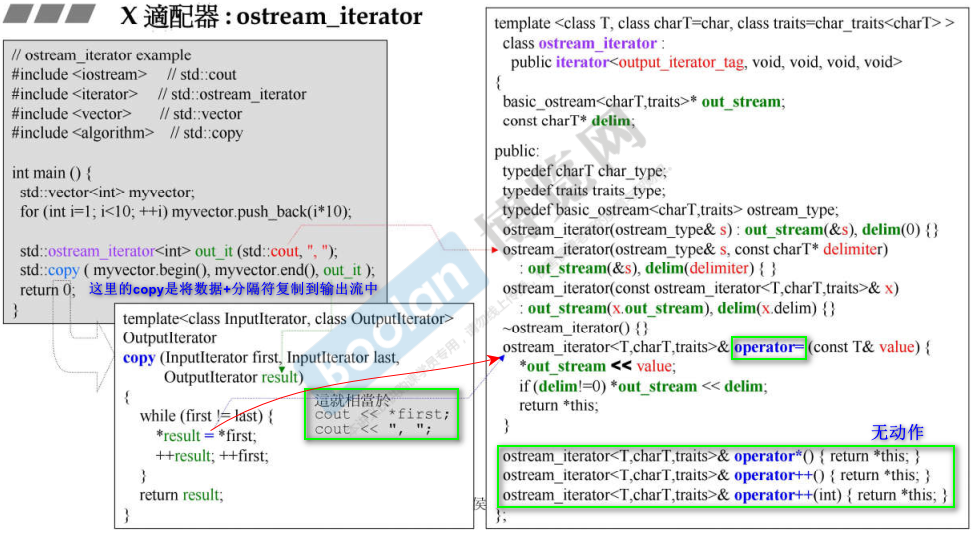 X 適配器 : ostream_iterator
// ostream_iterator example
#include <iostream> // std::cout
#include <iterator> // std::ostream_iterator
#include <vector> // std::vector
#include <algorithm> // std::copy
int main () {
std::vector<int> myvector;
for (int i=1; i<10; ++i) myvector.push_back(i*10);
std::ostream_iterator<int> out_it (std::cout, ", ");
std::copy ( myvector.begin(), myvector.end(), out_it );
return 0; 这里的copy是将数据+分隔符复制到输出流中
}
template<class InputIterator, class OutputIterator>
OutputIterator
copy (InputIterator first, InputIterator last,
OutputIterator result)
{
while (first != last) {
*result = *first;
++result; ++first;
}
return result;
}
這就相當於
cout << *first;
cout << ", ";
template <class T, class charT=char, class traits=char_traits<charT> >
class ostream_iterator :
public iterator<output_iterator_tag, void, void, void, void>
{
basic_ostream<charT,traits>* out_stream;
const charT* delim;
public:
typedef charT char_type;
typedef traits traits_type;
typedef basic_ostream<charT,traits> ostream_type;
ostream_iterator(ostream_type& s) : out_stream(&s), delim(0) {}
ostream_iterator(ostream_type& s, const charT* delimiter)
: out_stream(&s), delim(delimiter) { }
ostream_iterator(const ostream_iterator<T,charT,traits>& x)
: out_stream(x.out_stream), delim(x.delim) {}
~ostream_iterator() {}
ostream_iterator<T,charT,traits>& operator= (const T& value) {
*out_stream << value;
if (delim!=0) *out_stream << delim;
return *this;
}
无动作
ostream_iterator<T,charT,traits>& operator*() { return *this; }
ostream_iterator<T,charT,traits>& operator++() { return *this; }
ostream_iterator<T,charT,traits>& operator++(int) { return *this; }
};
侯
Boolan 博览网